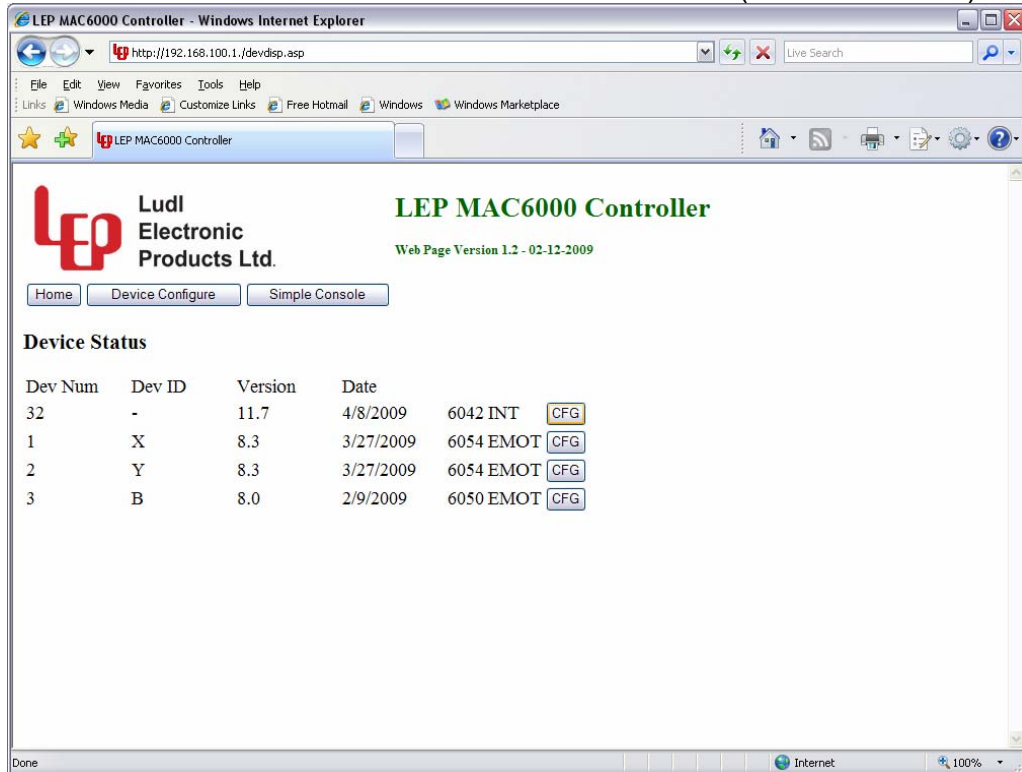 LEP MAC6000 Controller - Windows Internet Explorer
http://192.168.100.1./devdisp.asp
Live Search
File Edit View Favorites Tools Help
Links Windows Media Customize Links Free Hotmail Windows Windows Marketplace
LEP MAC6000 Controller
LEP
Ludl
Electronic
Products Ltd.
LEP MAC6000 Controller
Web Page Version 1.2 - 02-12-2009
Home Device Configure Simple Console
Device Status
Dev Num Dev ID Version Date
32 - 11.7 4/8/2009 6042 INT CFG
1 X 8.3 3/27/2009 6054 EMOT CFG
2 Y 8.3 3/27/2009 6054 EMOT CFG
3 B 8.0 2/9/2009 6050 EMOT CFG
Done Internet 100%